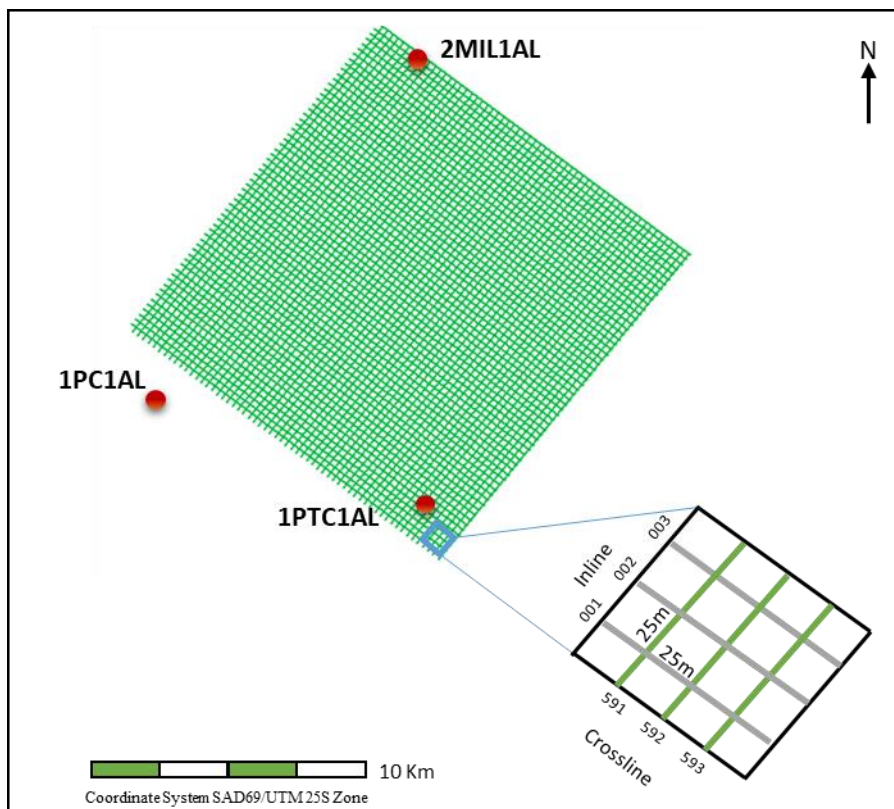 2MIL1AL
N
1PC1AL
1PTC1AL
003
Inline
002
001
25m
25m
591
592
Crossline
593
10 Km
Coordinate System SAD69/UTM 25S Zone